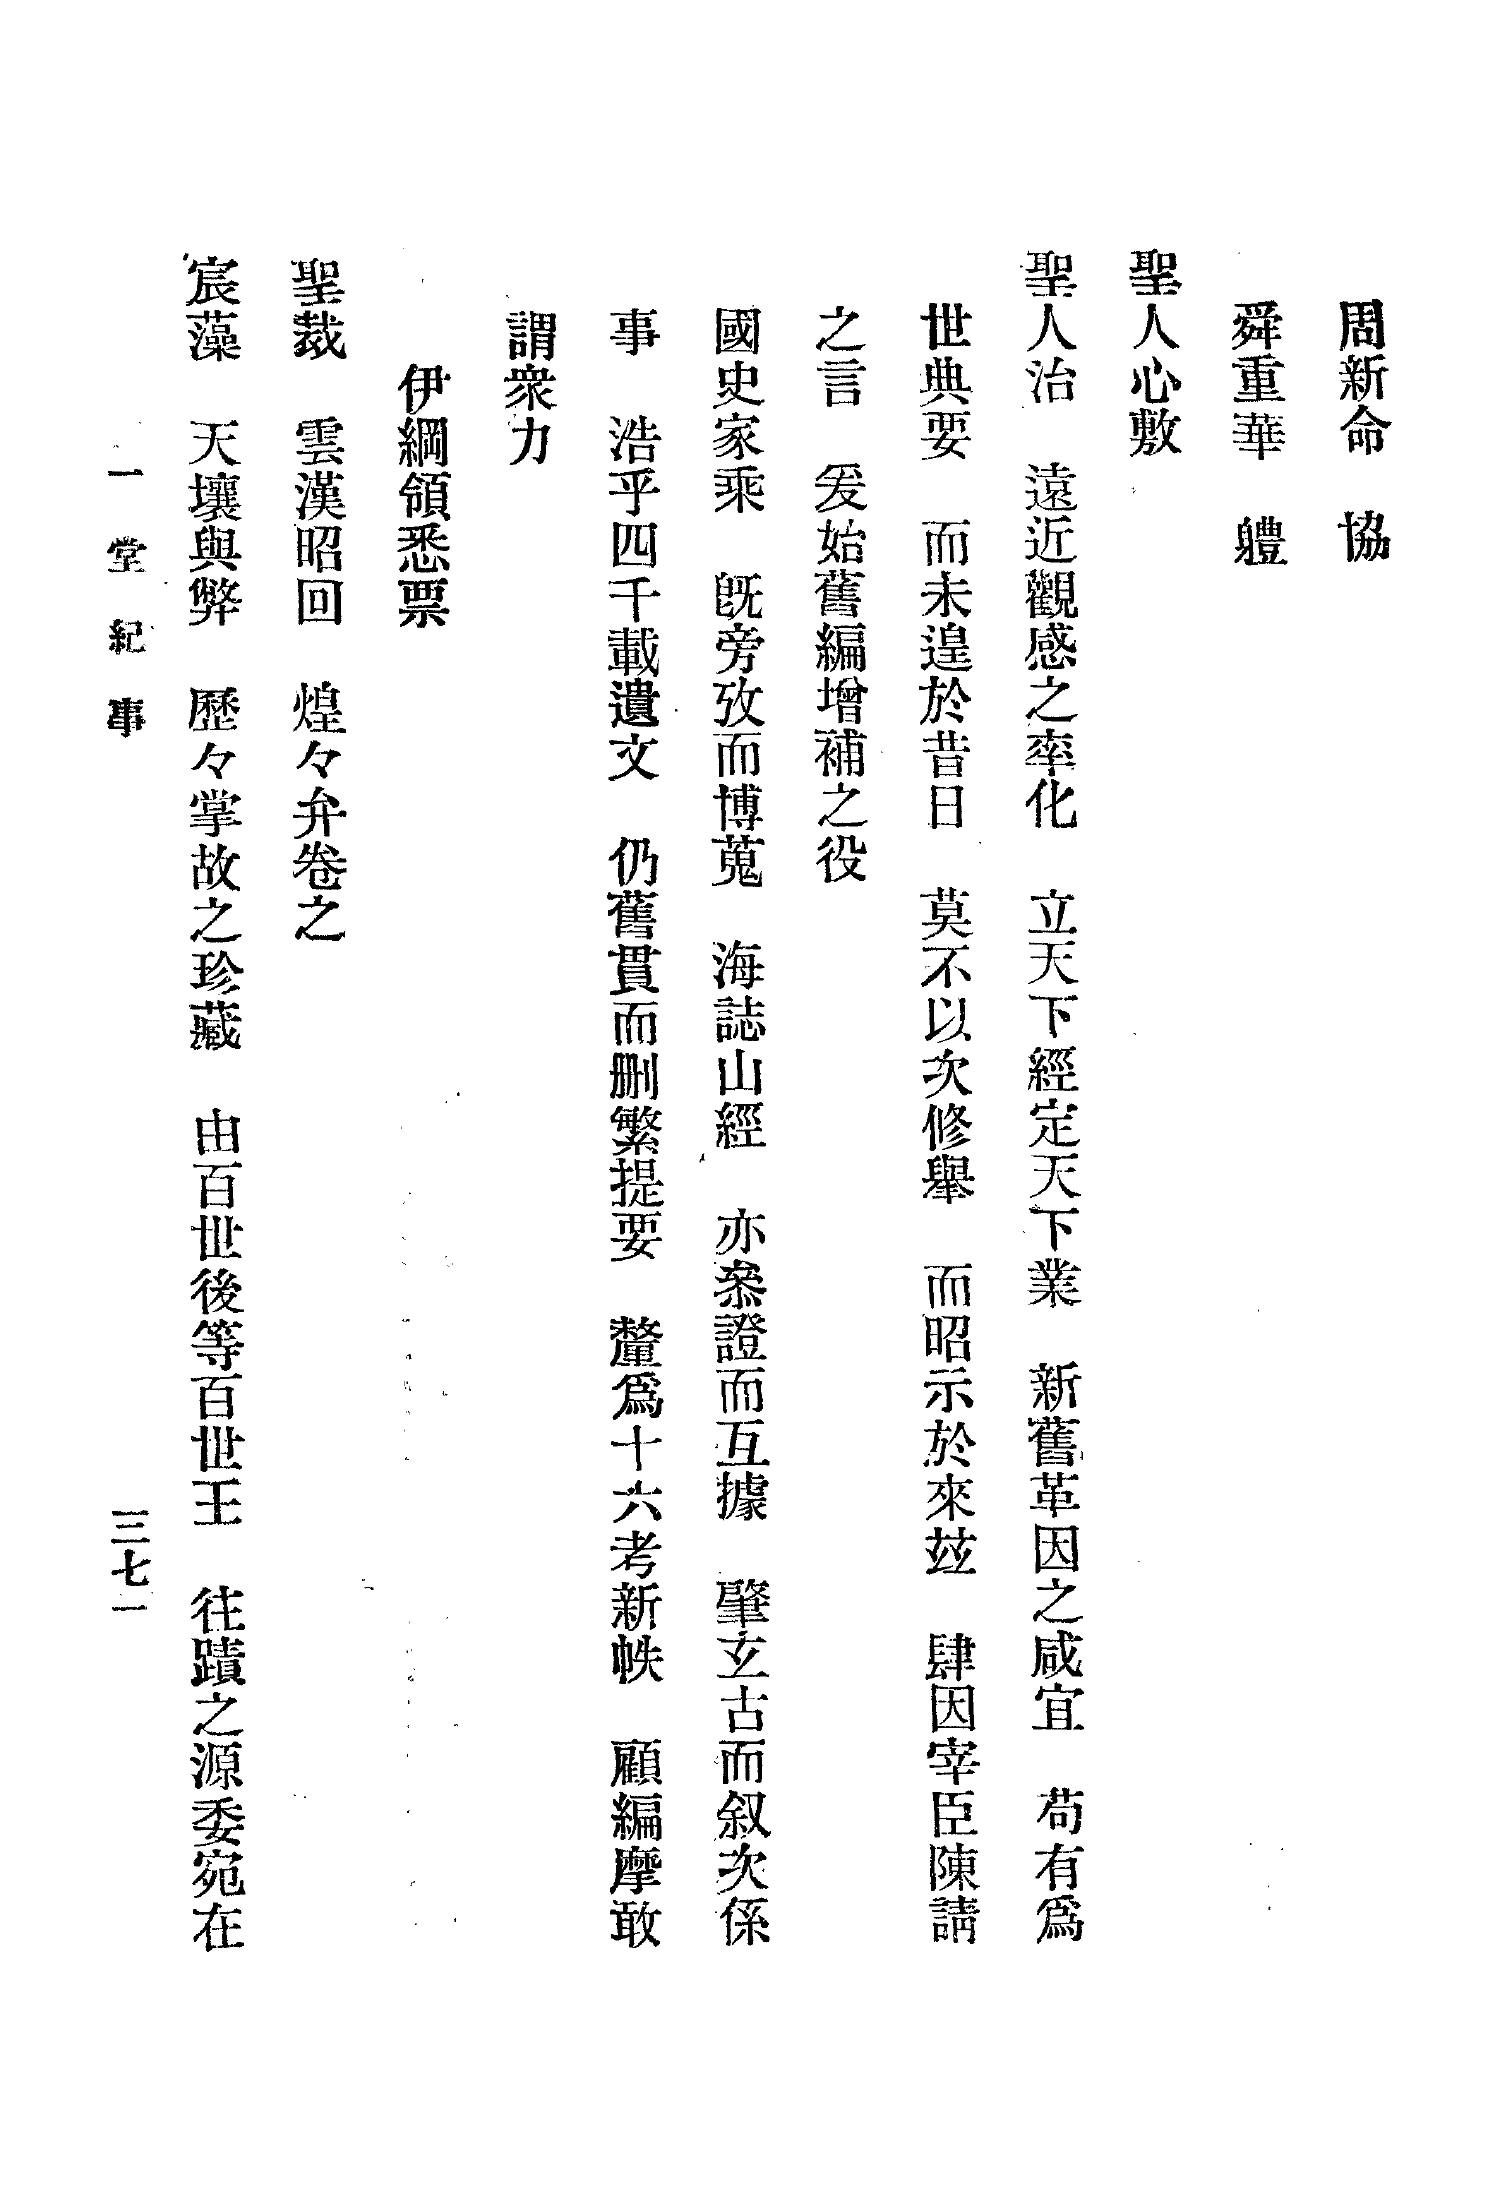 周新命　協
舜重華　軆
聖人心敷
聖人治　遠近觀感之率化　立天下經定天下業　新舊革因之咸宜　苟有爲
世典要　而未遑於昔日　莫不以次修擧　而昭示於來玆　肆因宰臣陳請
之言　爰始舊編增補之役
國史家乘　旣旁攷而博蒐　海誌山經　亦叅證而互據　肇玄古而叙次係
事　浩乎四千載遺文　仍舊貫而删繁提要　釐爲十六考新帙　顧編摩敢
謂衆力
伊綱領悉票
聖裁　雲漢昭回　煌々弁卷之
宸藻　天壤與弊　歷々掌故之珍藏　由百世後等百世王　往蹟之源委宛在
一堂紀事
三七一